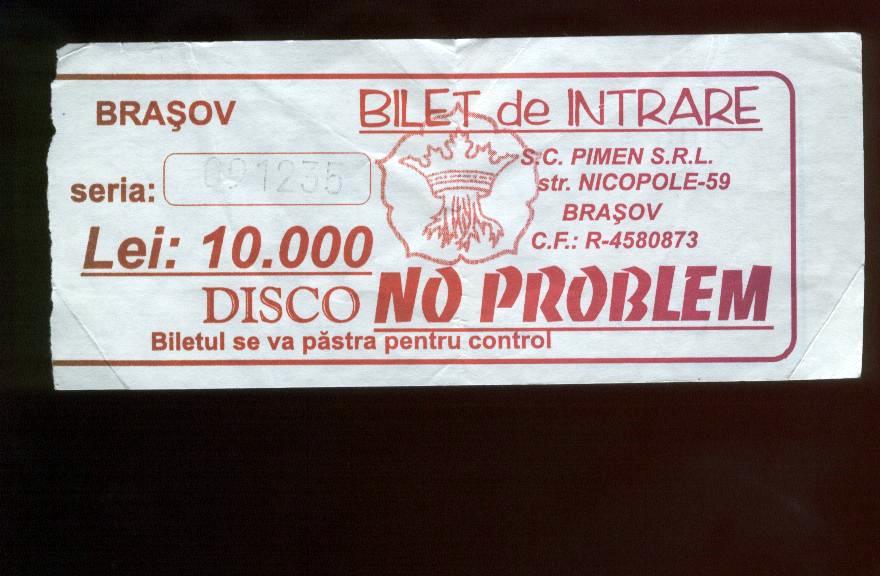 BRAŞOV
BILET de INTRARE
seria: 091235
S.C. PIMEN S.R.L.
str. NICOPOLE-59
BRAŞOV
C.F.: R-4580873
Lei: 10.000
DISCO NO PROBLEM
Biletul se va păstra pentru control